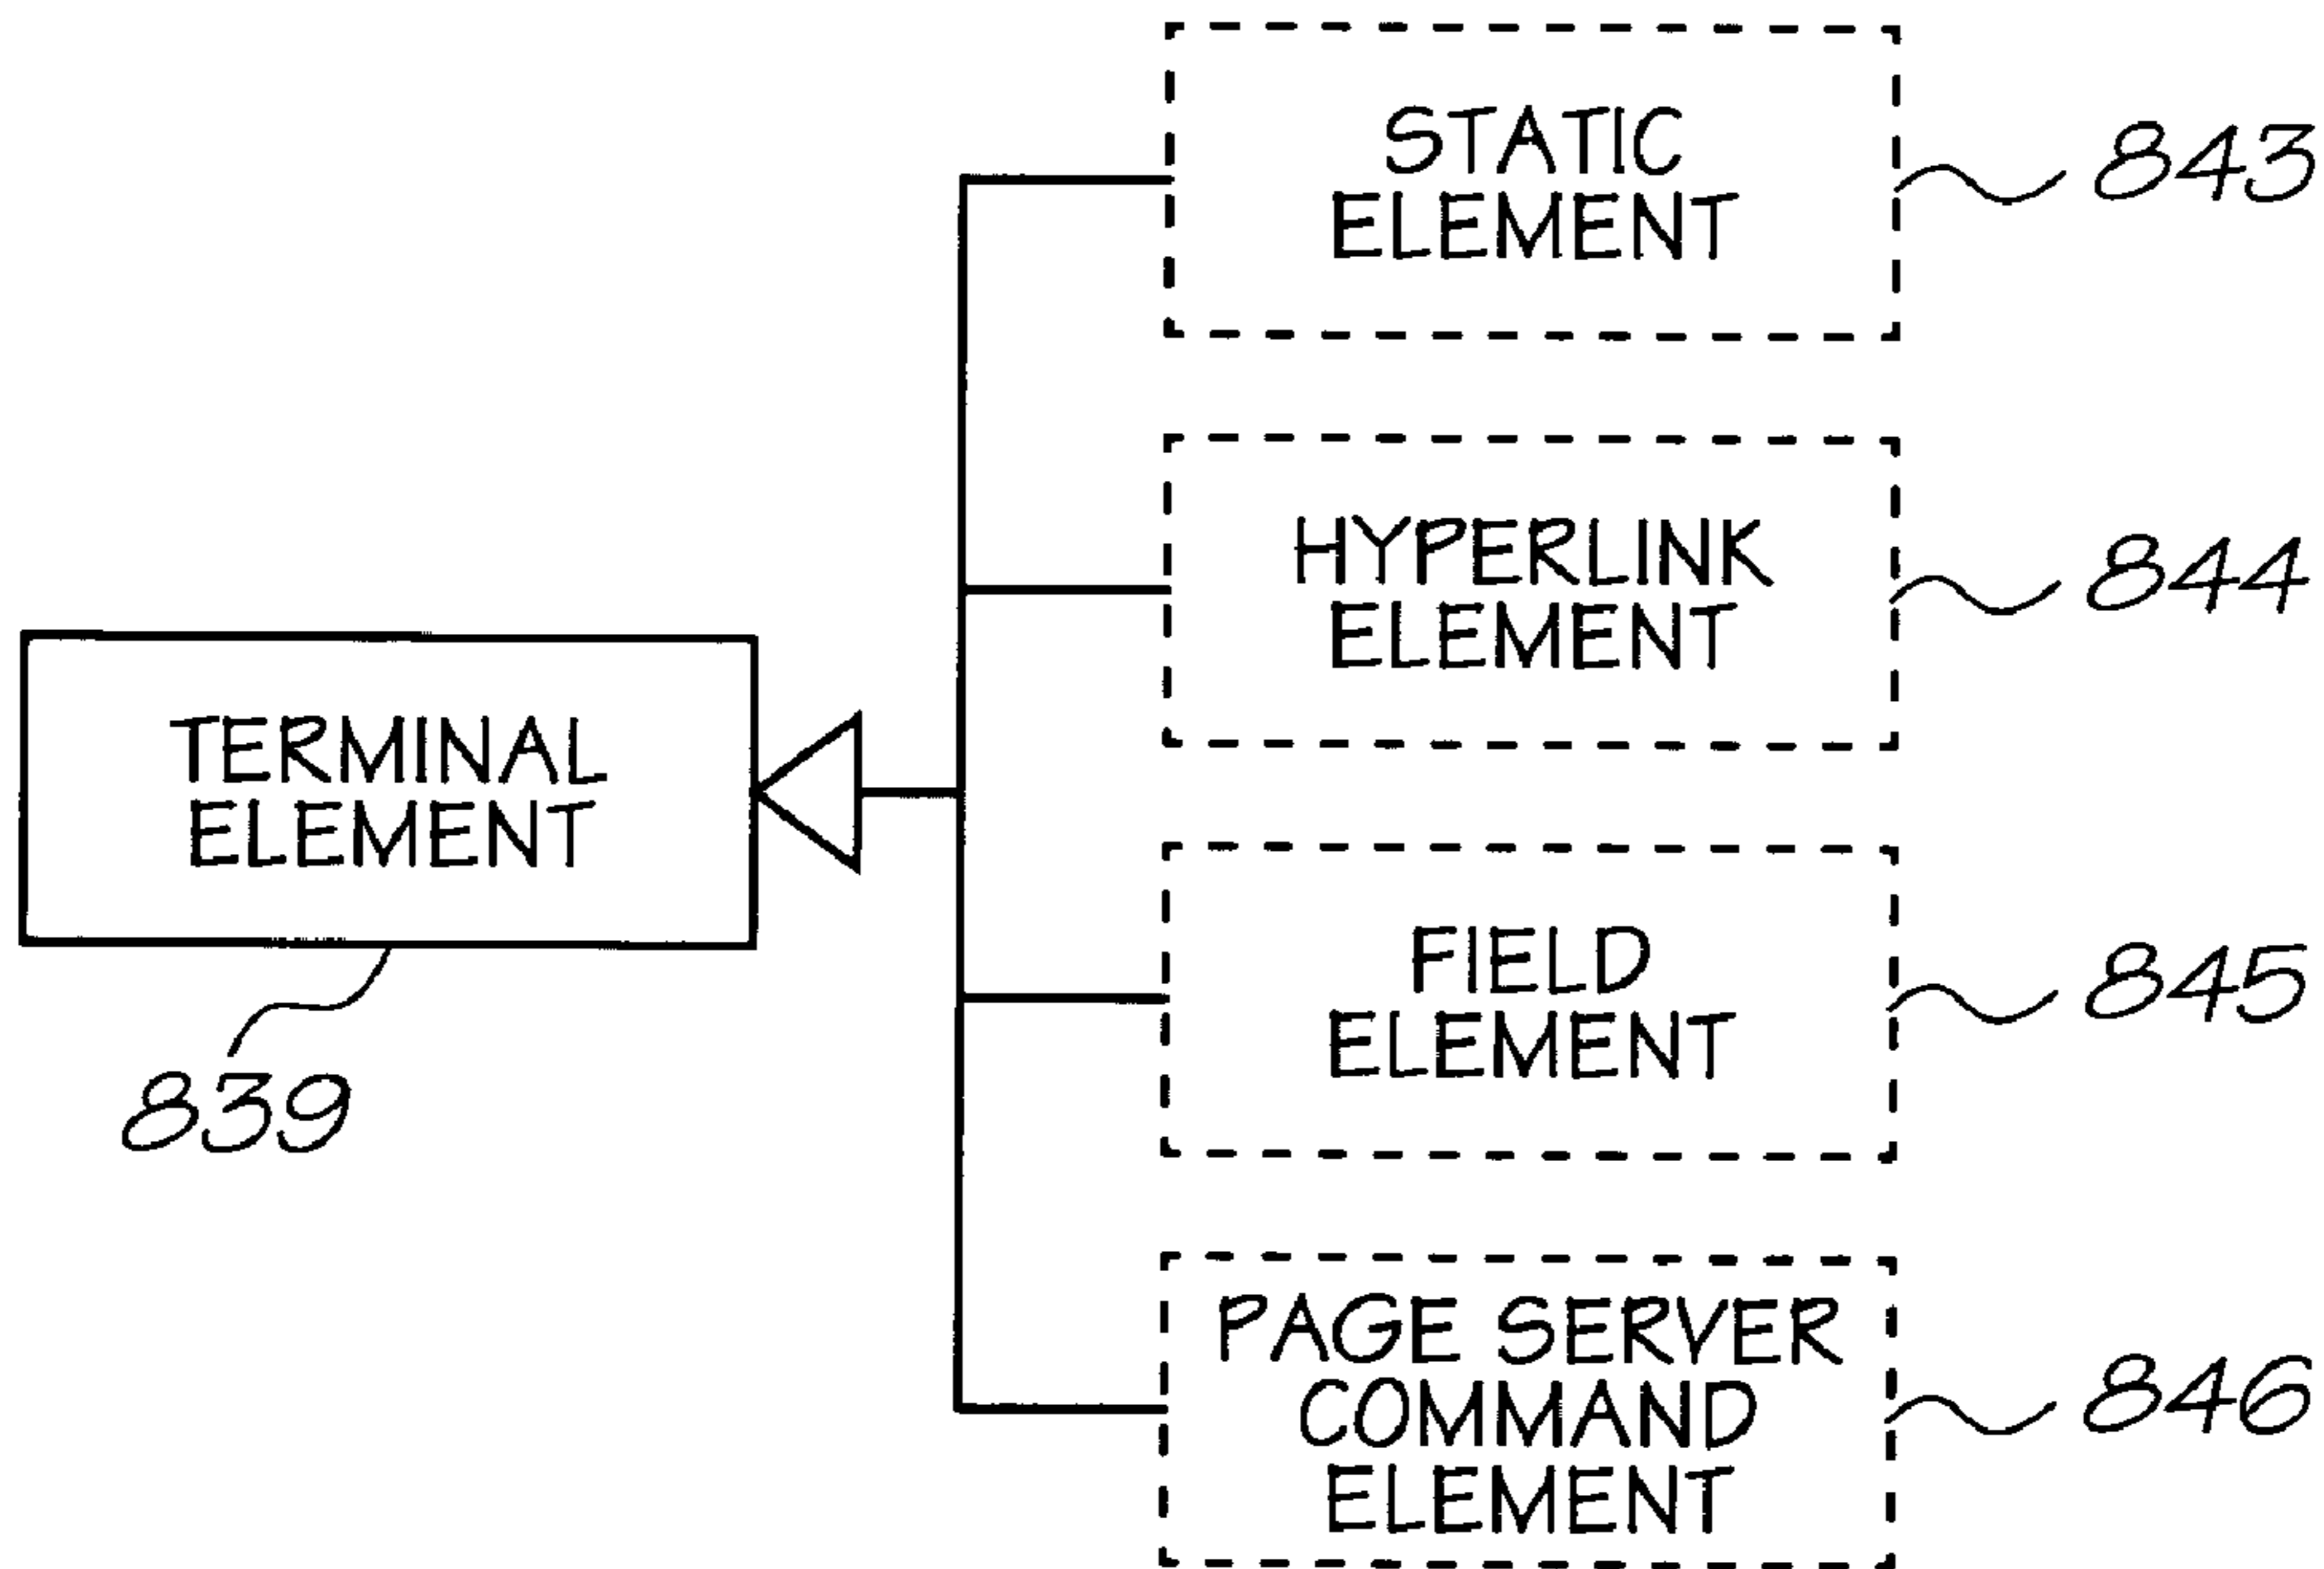 STATIC
ELEMENT
843
HYPERLINK
ELEMENT
844
TERMINAL
ELEMENT
839
FIELD
ELEMENT
845
PAGE SERVER
COMMAND
ELEMENT
846